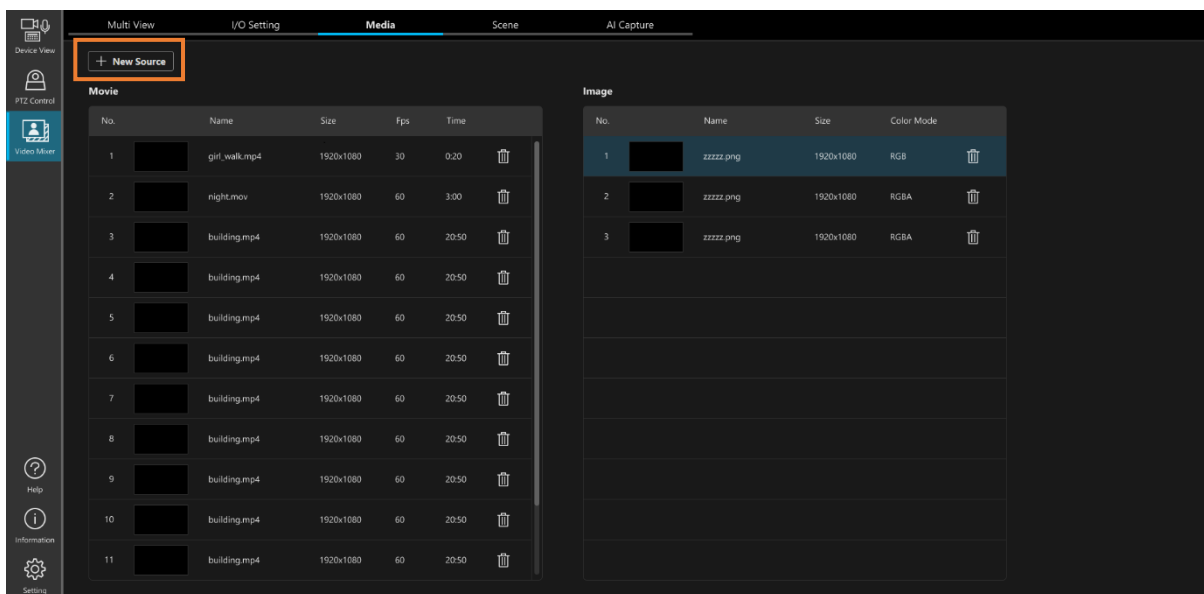 Multi View I/O Setting Media Scene AI Capture
Device View
PTZ Control
Video Mixer
Help
Information
Setting
+ New Source
Movie
No. Name Size Fps Time
1 girl_walk.mp4 1920x1080 30 0:20
2 night.mov 1920x1080 60 3:00
3 building.mp4 1920x1080 60 20:50
4 building.mp4 1920x1080 60 20:50
5 building.mp4 1920x1080 60 20:50
6 building.mp4 1920x1080 60 20:50
7 building.mp4 1920x1080 60 20:50
8 building.mp4 1920x1080 60 20:50
9 building.mp4 1920x1080 60 20:50
10 building.mp4 1920x1080 60 20:50
11 building.mp4 1920x1080 60 20:50
Image
No. Name Size Color Mode
1 zzzzz.png 1920x1080 RGB
2 zzzzz.png 1920x1080 RGBA
3 zzzzz.png 1920x1080 RGBA